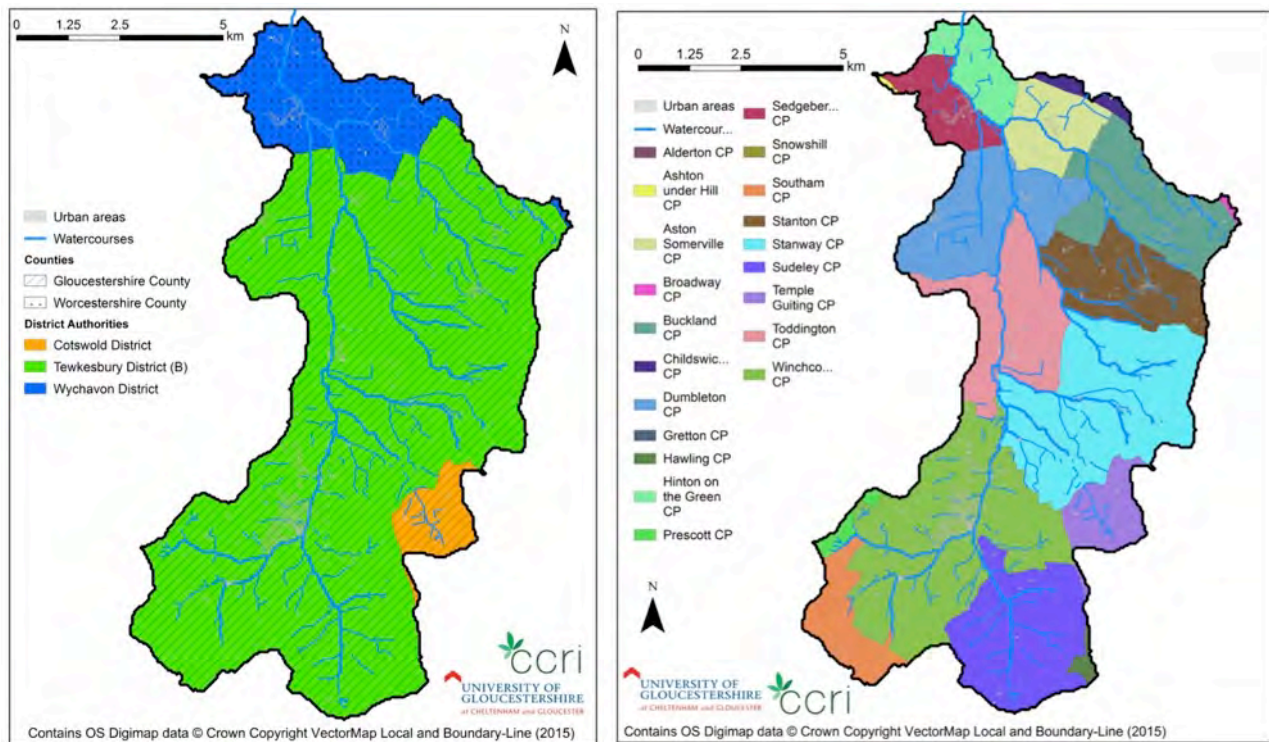 0 1.25 2.5 5
km
N
Urban areas
Watercourses
Counties
Gloucestershire County
Worcestershire County
District Authorities
Cotswold District
Tewkesbury District (B)
Wychavon District
ccri
UNIVERSITY OF
GLOUCESTERSHIRE
at CHELTENHAM and GLOUCESTER
Contains OS Digimap data © Crown Copyright VectorMap Local and Boundary-Line (2015)
0 1.25 2.5 5
km
Urban areas
Watercour...
Alderton CP
Ashton
under Hill
CP
Aston
Somerville
CP
Broadway
CP
Buckland
CP
Childswic...
CP
Dumbleton
CP
Gretton CP
Hawling CP
Hinton on
the Green
CP
Prescott CP
Sedgeber...
CP
Snowshill
CP
Southam
CP
Stanton CP
Stanway CP
Sudeley CP
Temple
Guiting CP
Toddington
CP
Winchco...
CP
N
UNIVERSITY OF
GLOUCESTERSHIRE
at CHELTENHAM and GLOUCESTER
ccri
Contains OS Digimap data © Crown Copyright VectorMap Local and Boundary-Line (2015)